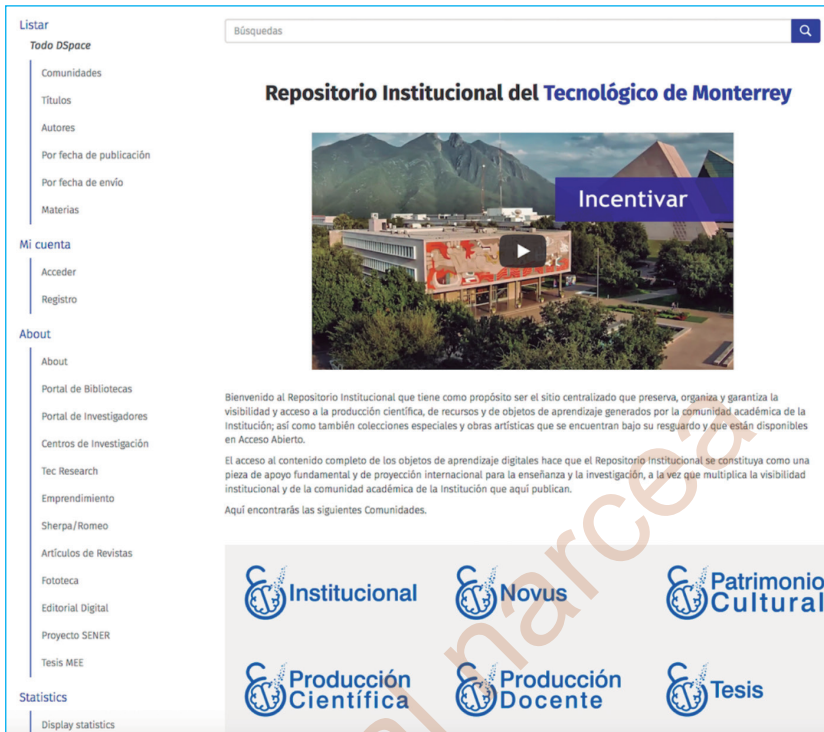 Listar
Todo DSpace
Comunidades
Títulos
Autores
Por fecha de publicación
Por fecha de envío
Materias
Mi cuenta
Acceder
Registro
About
About
Portal de Bibliotecas
Portal de Investigadores
Centros de Investigación
Tec Research
Emprendimiento
Sherpa/Romeo
Artículos de Revistas
Fototeca
Editorial Digital
Proyecto SENER
Tesis MEE
Statistics
Display statistics
Búsquedas
Repositorio Institucional del Tecnológico de Monterrey
Incentivar
Bienvenido al Repositorio Institucional que tiene como propósito ser el sitio centralizado que preserva, organiza y garantiza la
visibilidad y acceso a la producción científica, de recursos y de objetos de aprendizaje generados por la comunidad académica de la
Institución; así como también colecciones especiales y obras artísticas que se encuentran bajo su resguardo y que están disponibles
en Acceso Abierto.
El acceso al contenido completo de los objetos de aprendizaje digitales hace que el Repositorio Institucional se constituya como una
pieza de apoyo fundamental y de proyección internacional para la enseñanza y la investigación, a la vez que multiplica la visibilidad
institucional y de la comunidad académica de la Institución que aquí publican.
Aquí encontrarás las siguientes Comunidades.
Institucional
Novus
Patrimonio
Cultural
Producción
Científica
Producción
Docente
Tesis
narcea